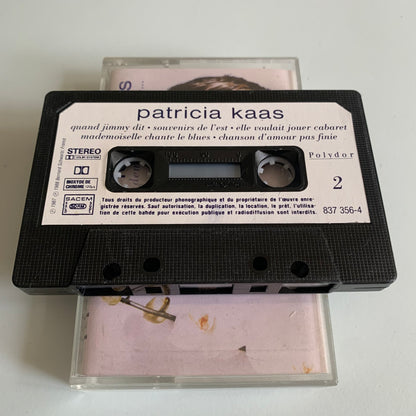 patricia kaas
quand jimmy dit · souvenirs de l'est · elle voulait jouer cabaret
mademoiselle chante le blues · chanson d'amour pas finie
STEREO
Polydor
2
BIOXYDE DE
CHROME
SACEM
Tous droits du producteur phonographique et du propriétaire de l'œuvre enre-
gistrée réservés. Sauf autorisation, la duplication, la location, le prêt, l'utilisa-
tion de cette bande pour exécution publique et radiodiffusion sont interdits.
837 356-4